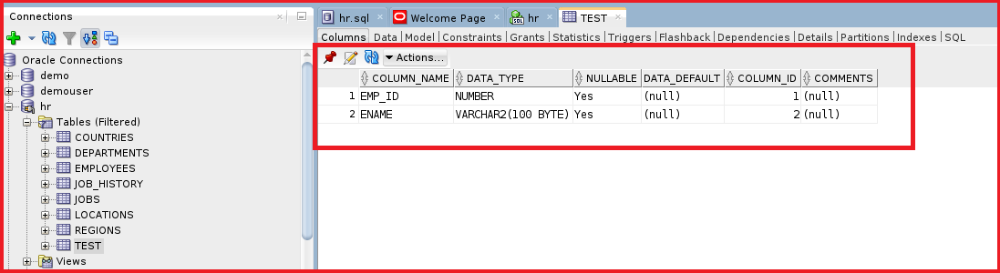 Connections
hr.sql Welcome Page hr TEST
Columns Data Model Constraints Grants Statistics Triggers Flashback Dependencies Details Partitions Indexes SQL
Actions...
COLUMN_NAME DATA_TYPE NULLABLE DATA_DEFAULT COLUMN_ID COMMENTS
1 EMP_ID NUMBER Yes (null) 1 (null)
2 ENAME VARCHAR2(100 BYTE) Yes (null) 2 (null)
Oracle Connections
demo
demouser
hr
Tables (Filtered)
COUNTRIES
DEPARTMENTS
EMPLOYEES
JOB_HISTORY
JOBS
LOCATIONS
REGIONS
TEST
Views